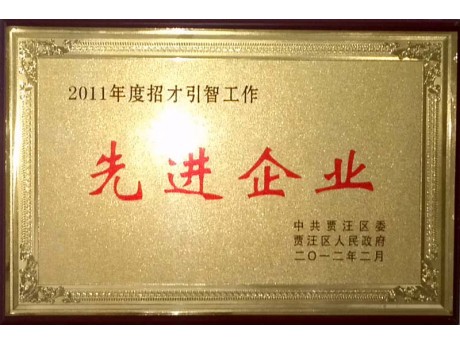 2011年度招才引智工作
先进企业
中共贾汪区委
贾汪区人民政府
二〇一二年二月